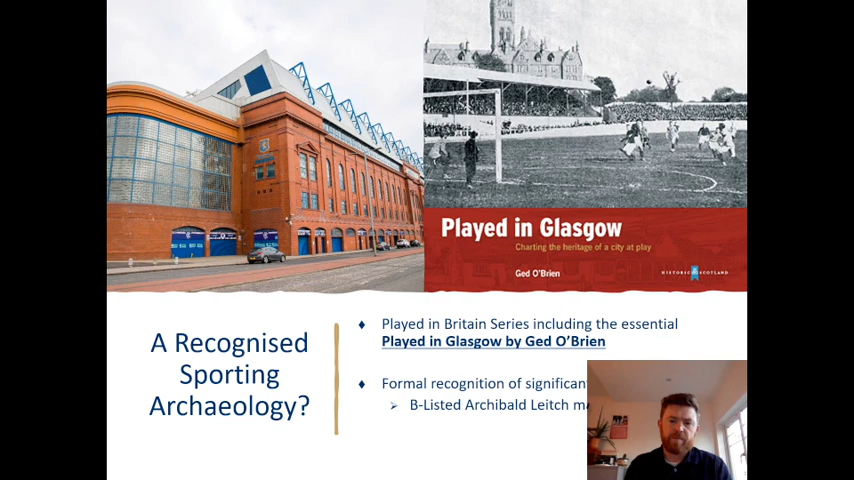 Played in Glasgow
Charting the heritage of a city at play
Ged O'Brien
HISTORIC SCOTLAND
A Recognised
Sporting
Archaeology?
♦ Played in Britain Series including the essential
Played in Glasgow by Ged O'Brien
♦ Formal recognition of significan
➢ B-Listed Archibald Leitch m